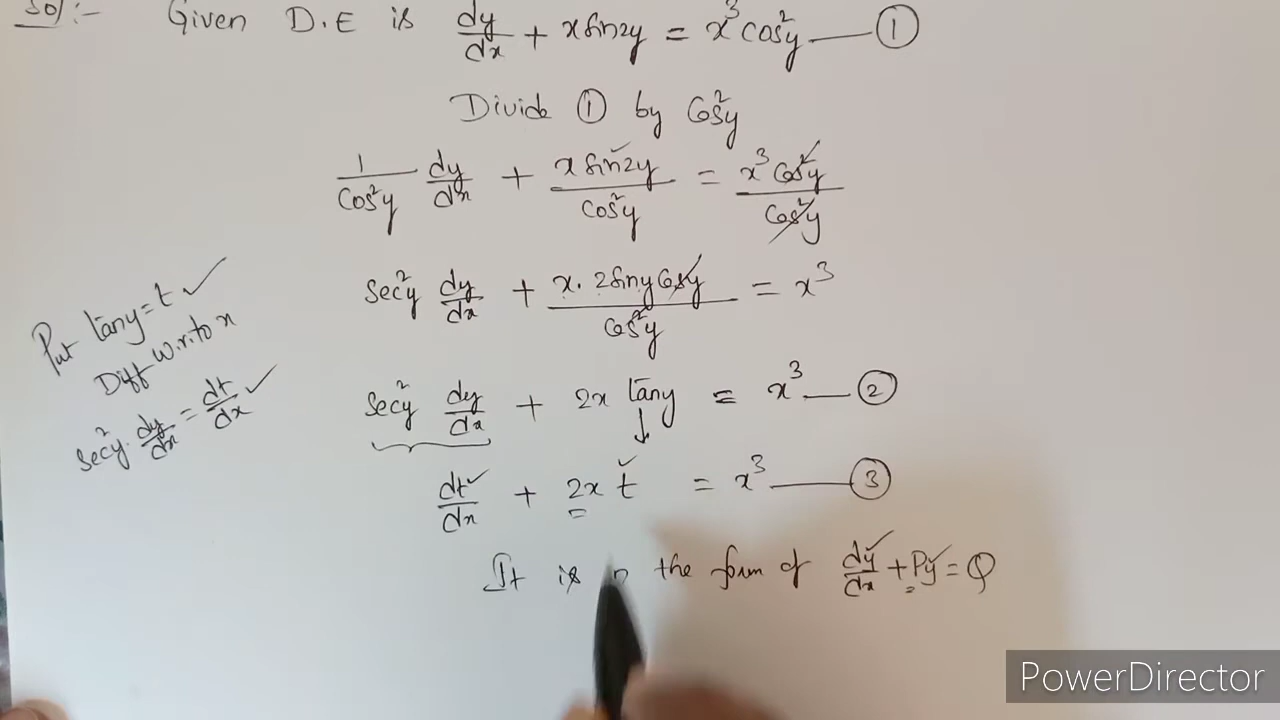 Sol:- Given D.E is dy/dx + x sin2y = x³ cos²y —— ①
Divide ① by Cos²y
1/Cos²y dy/dx + x sin2y/Cos²y = x³ Cos²y/Cos²y
Sec²y dy/dx + x. 2 siny Cosy/Cos²y = x³
Put tany = t ✓
Diff w.r.to x
Sec²y. dy/dx = dt/dx ✓
Sec²y dy/dx + 2x tany = x³ —— ②
dt/dx + 2x t = x³ —— ③
It is the form of dy/dx + Py = Q
PowerDirector